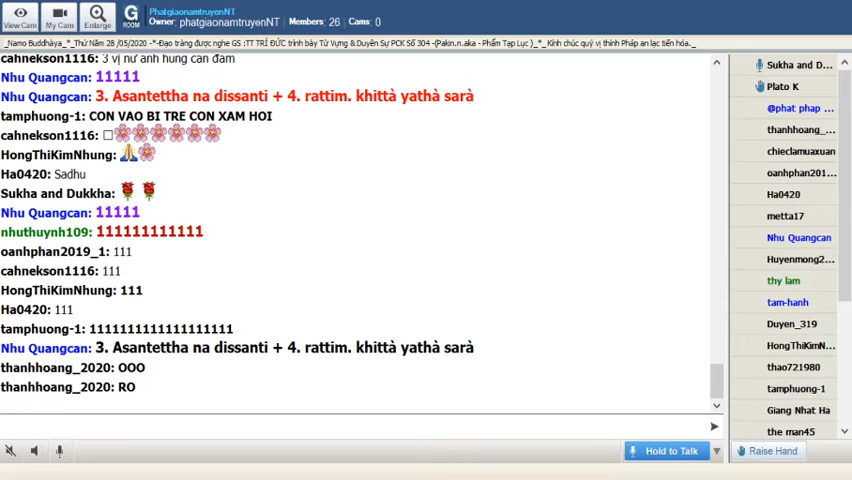 View Cam
My Cams
Enlarge
G
ROOM
PhatgiaonamtruyenNT
Owner: phatgiaonamtruyenNT | Members: 26 | Cams: 0
_Namo Buddhàya_*_Thứ Năm 28 /05/2020 -*-Đạo tràng được nghe GS :TT TRÍ ĐỨC trình bày Từ Vựng & Duyên Sự PCK Số 304 -(Pakin.n.aka - Phẩm Tạp Lục )_*_ Kính chúc quý vị thính Pháp an lạc tiến hóa._
cahnekson1116: 3 vị nư anh hung can đam
Nhu Quangcan: 11111
Nhu Quangcan: 3. Asantettha na dissanti + 4. rattim. khittà yathà sarà
tamphuong-1: CON VAO BI TRE CON XAM HOI
cahnekson1116:
HongThiKimNhung:
Ha0420: Sadhu
Sukha and Dukkha:
Nhu Quangcan: 11111
nhuthuynh109: 111111111111
oanhphan2019_1: 111
cahnekson1116: 111
HongThiKimNhung: 111
Ha0420: 111
tamphuong-1: 1111111111111111111
Nhu Quangcan: 3. Asantettha na dissanti + 4. rattim. khittà yathà sarà
thanhhoang_2020: OOO
thanhhoang_2020: RO
Sukha and D...
Plato K
@phat phap ...
thanhhoang_...
chieclamuaxuan
oanhphan201...
Ha0420
metta17
Nhu Quangcan
Huyenmong2...
thy lam
tam-hanh
Duyen_319
HongThiKimN...
thao721980
tamphuong-1
Giang Nhat Ha
the man45
Hold to Talk
Raise Hand